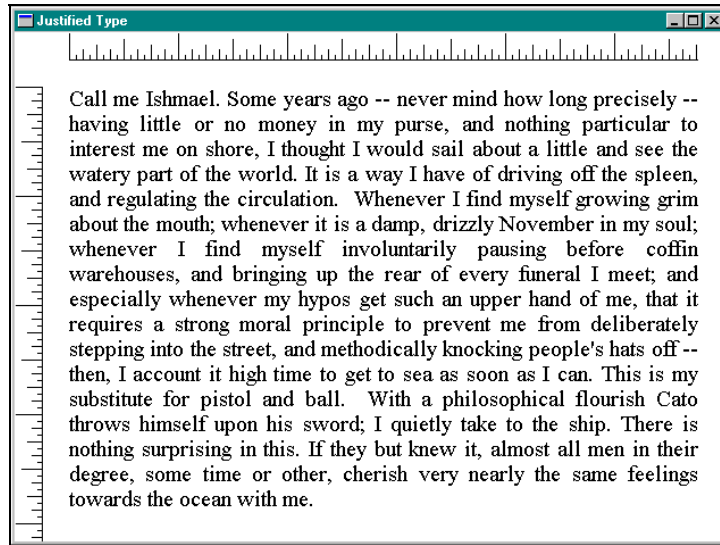 Justified Type
Call me Ishmael. Some years ago -- never mind how long precisely --
having little or no money in my purse, and nothing particular to
interest me on shore, I thought I would sail about a little and see the
watery part of the world. It is a way I have of driving off the spleen,
and regulating the circulation.  Whenever I find myself growing grim
about the mouth; whenever it is a damp, drizzly November in my soul;
whenever I find myself involuntarily pausing before coffin
warehouses, and bringing up the rear of every funeral I meet; and
especially whenever my hypos get such an upper hand of me, that it
requires a strong moral principle to prevent me from deliberately
stepping into the street, and methodically knocking people's hats off --
then, I account it high time to get to sea as soon as I can. This is my
substitute for pistol and ball.  With a philosophical flourish Cato
throws himself upon his sword; I quietly take to the ship. There is
nothing surprising in this. If they but knew it, almost all men in their
degree, some time or other, cherish very nearly the same feelings
towards the ocean with me.